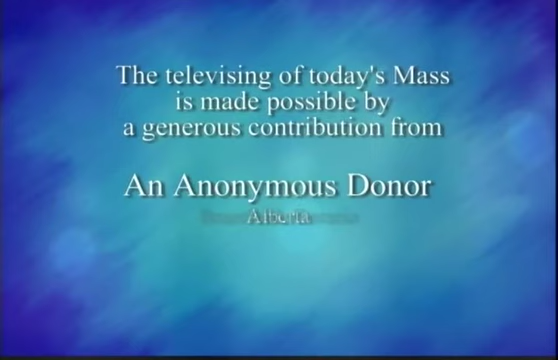 The televising of today's Mass
is made possible by
a generous contribution from
An Anonymous Donor
Alberta